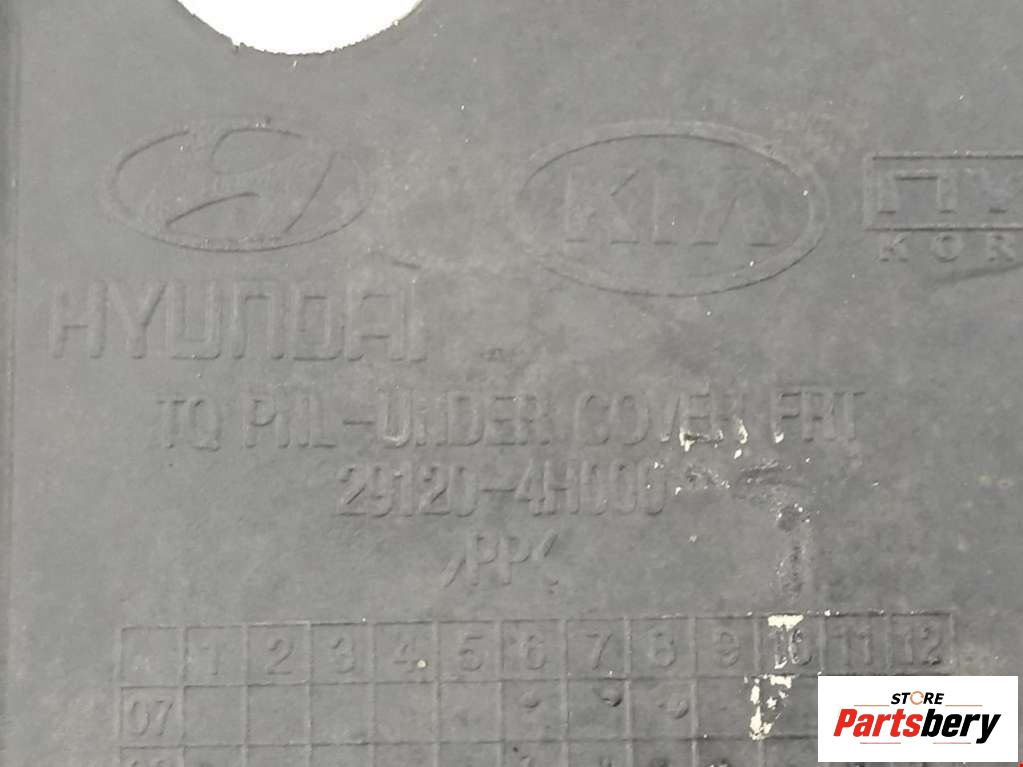 KIA
KOR
HYUNDAI
TQ PNL-UNDER COVER FRT
29120-4H000
>PP<
1 2 3 4 5 6 7 8 9 10 11 12
07
STORE
Partsbery